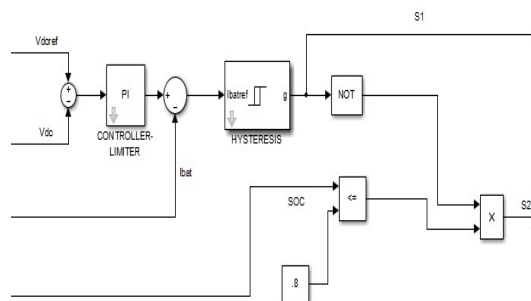 S1
Vdcref
+
−
PI
+
−
Ibatref
g
NOT
Vdc
CONTROLLER-
LIMITER
HYSTERESIS
Ibat
SOC
<=
X
S2
.8